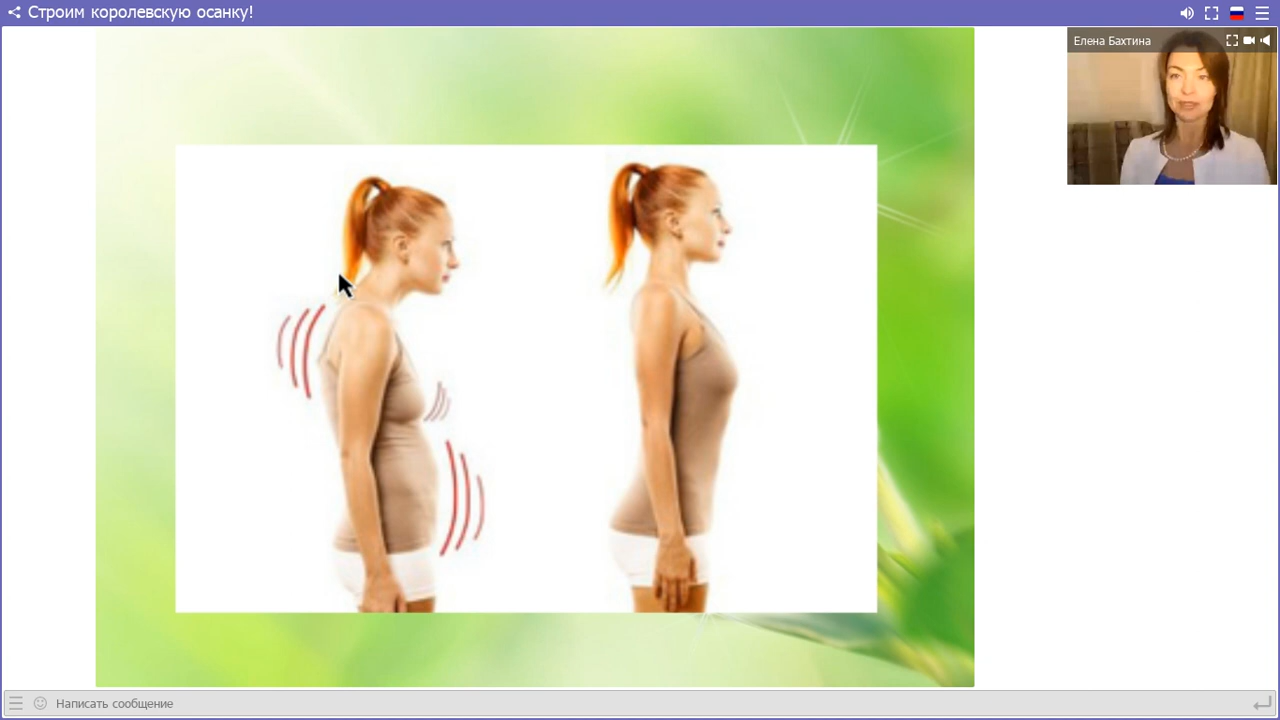 Строим королевскую осанку!
Елена Бахтина
Написать сообщение